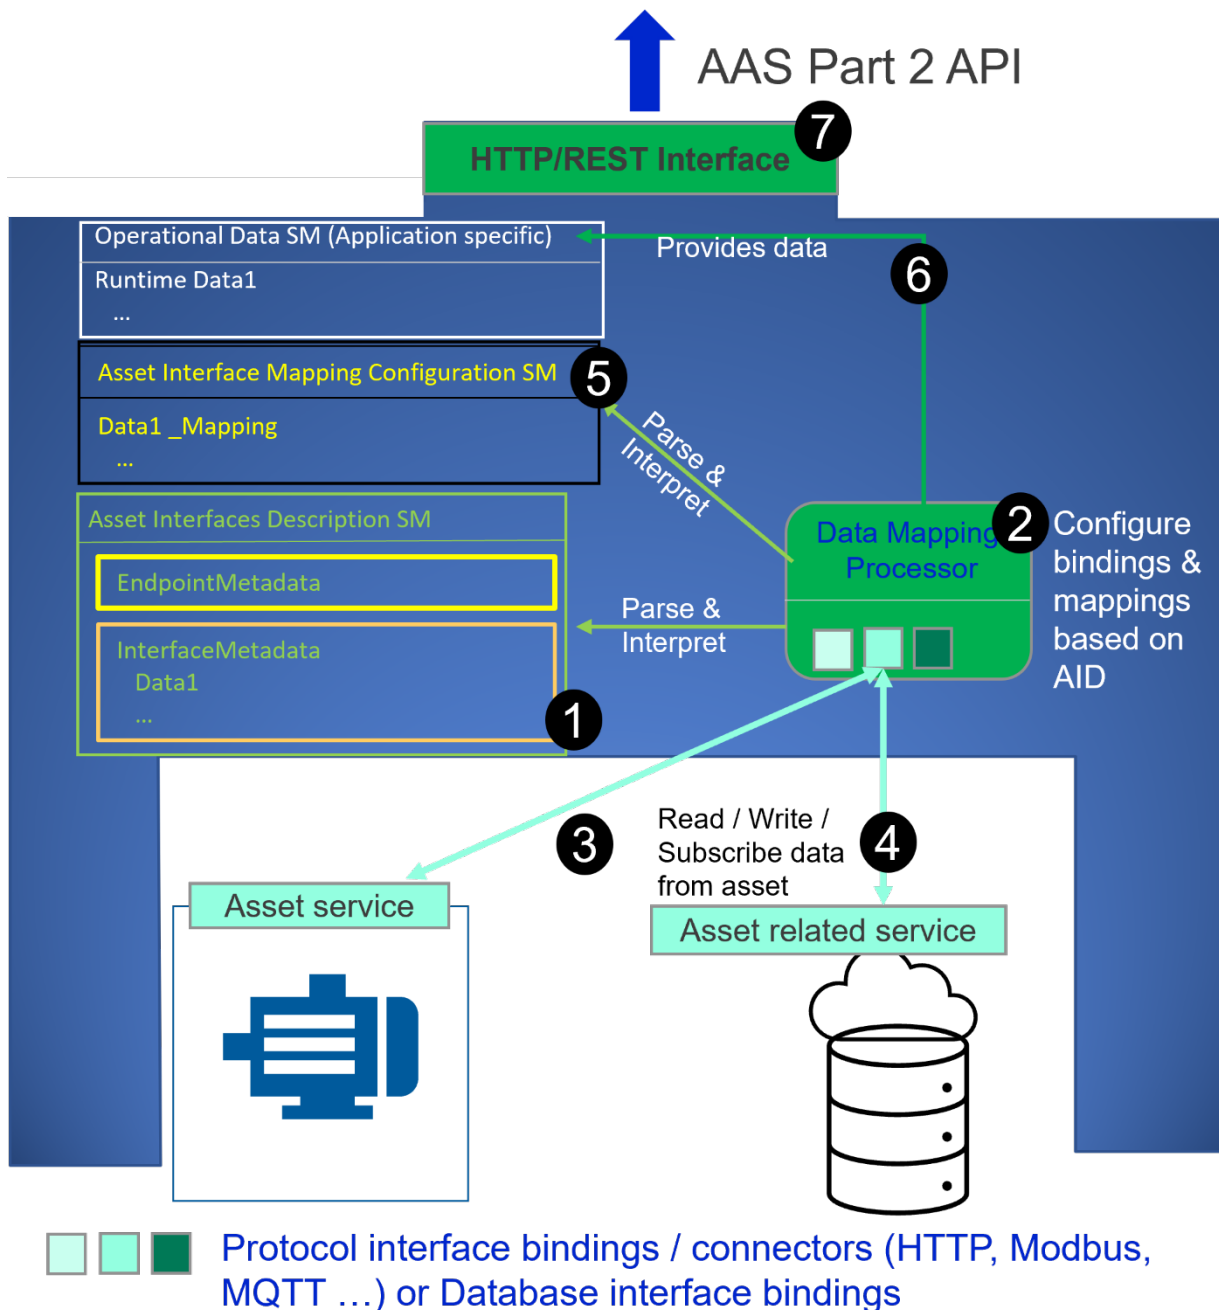 AAS Part 2 API
7
HTTP/REST Interface
Operational Data SM (Application specific)
Runtime Data1
...
Provides data
6
Asset Interface Mapping Configuration SM
5
Data1 _Mapping
...
Parse &
Interpret
Asset Interfaces Description SM
EndpointMetadata
InterfaceMetadata
Data1
...
1
Parse &
Interpret
Data Mapping
Processor
2
Configure
bindings &
mappings
based on
AID
3
Read / Write /
Subscribe data
from asset
4
Asset service
Asset related service
Protocol interface bindings / connectors (HTTP, Modbus,
MQTT ...) or Database interface bindings